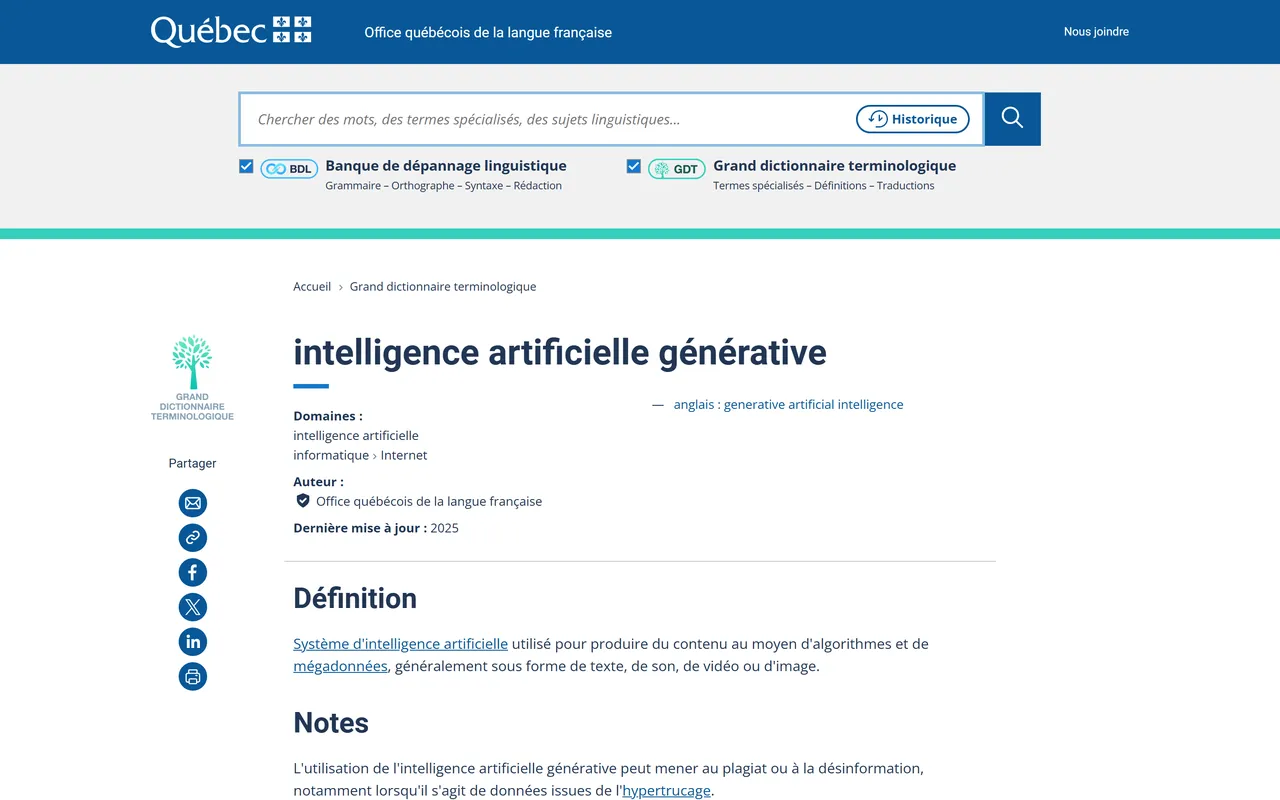 Québec
Office québécois de la langue française
Nous joindre
Chercher des mots, des termes spécialisés, des sujets linguistiques...
Historique
BDL
Banque de dépannage linguistique
Grammaire – Orthographe – Syntaxe – Rédaction
GDT
Grand dictionnaire terminologique
Termes spécialisés – Définitions – Traductions
Accueil › Grand dictionnaire terminologique
GRAND
DICTIONNAIRE
TERMINOLOGIQUE
Partager
intelligence artificielle générative
— anglais : generative artificial intelligence
Domaines :
intelligence artificielle
informatique › Internet
Auteur :
Office québécois de la langue française
Dernière mise à jour : 2025
Définition
Système d'intelligence artificielle utilisé pour produire du contenu au moyen d'algorithmes et de
mégadonnées, généralement sous forme de texte, de son, de vidéo ou d'image.
Notes
L'utilisation de l'intelligence artificielle générative peut mener au plagiat ou à la désinformation,
notamment lorsqu'il s'agit de données issues de l'hypertrucage.